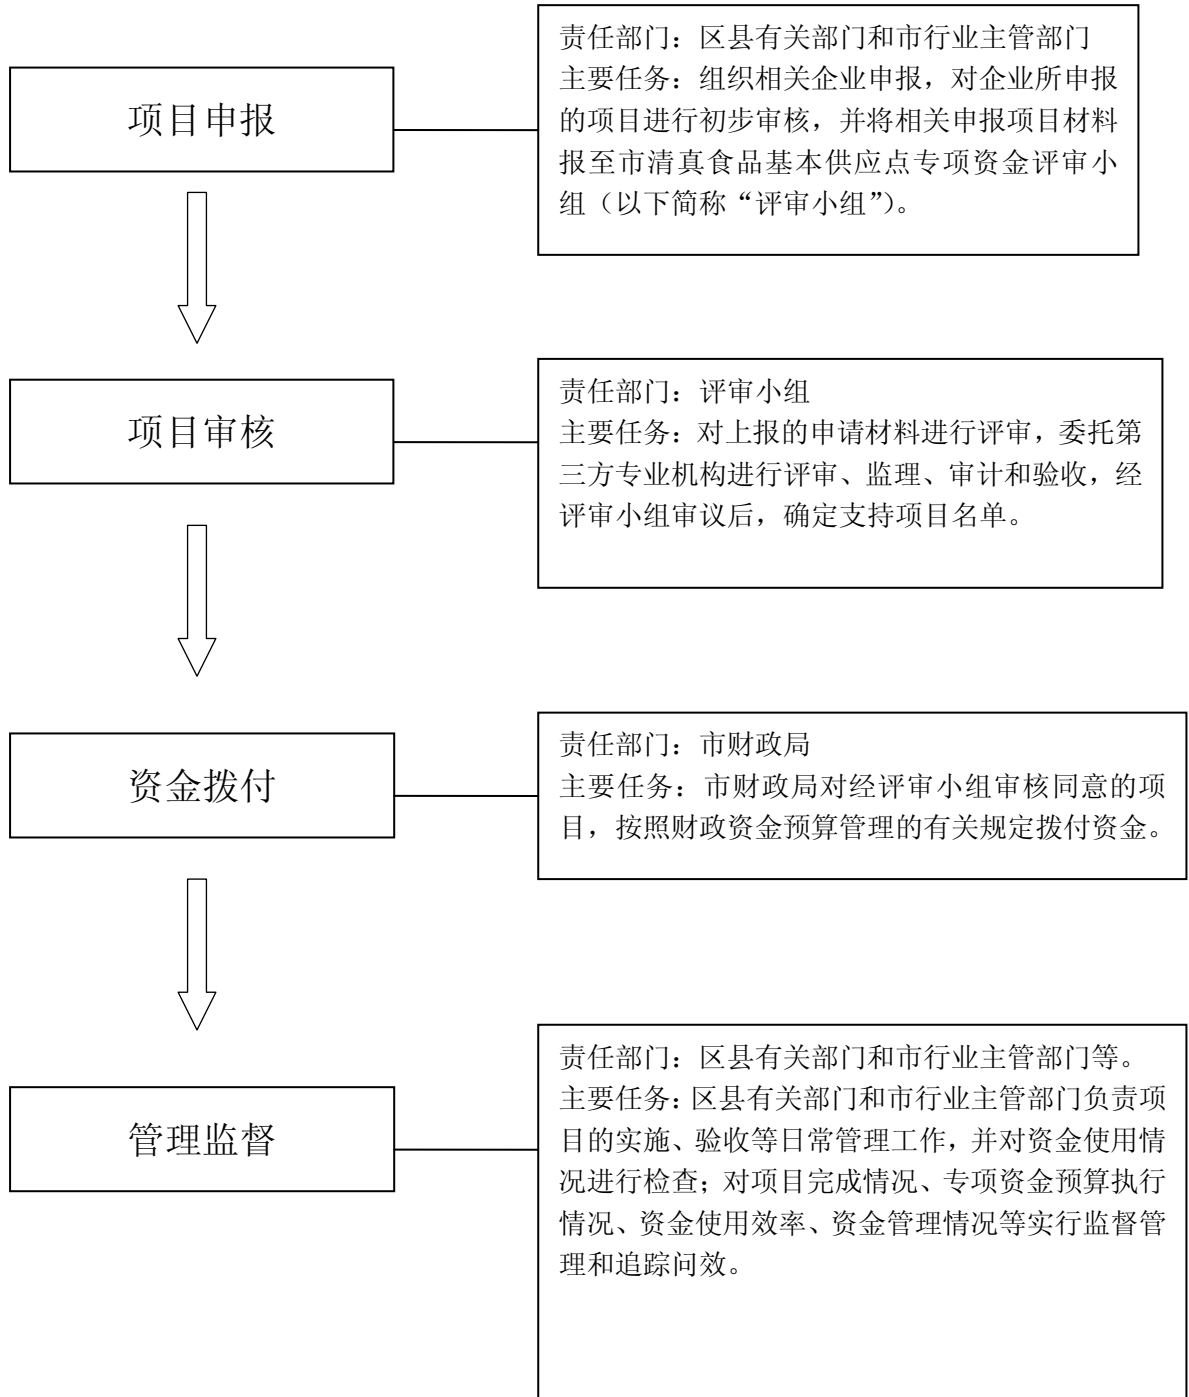 项目申报
责任部门：区县有关部门和市行业主管部门
主要任务：组织相关企业申报，对企业所申报
的项目进行初步审核，并将相关申报项目材料
报至市清真食品基本供应点专项资金评审小
组（以下简称“评审小组”）。
项目审核
责任部门：评审小组
主要任务：对上报的申请材料进行评审，委托第
三方专业机构进行评审、监理、审计和验收，经
评审小组审议后，确定支持项目名单。
资金拨付
责任部门：市财政局
主要任务：市财政局对经评审小组审核同意的项
目，按照财政资金预算管理的有关规定拨付资金。
管理监督
责任部门：区县有关部门和市行业主管部门等。
主要任务：区县有关部门和市行业主管部门负责项
目的实施、验收等日常管理工作，并对资金使用情
况进行检查；对项目完成情况、专项资金预算执行
情况、资金使用效率、资金管理情况等实行监督管
理和追踪问效。